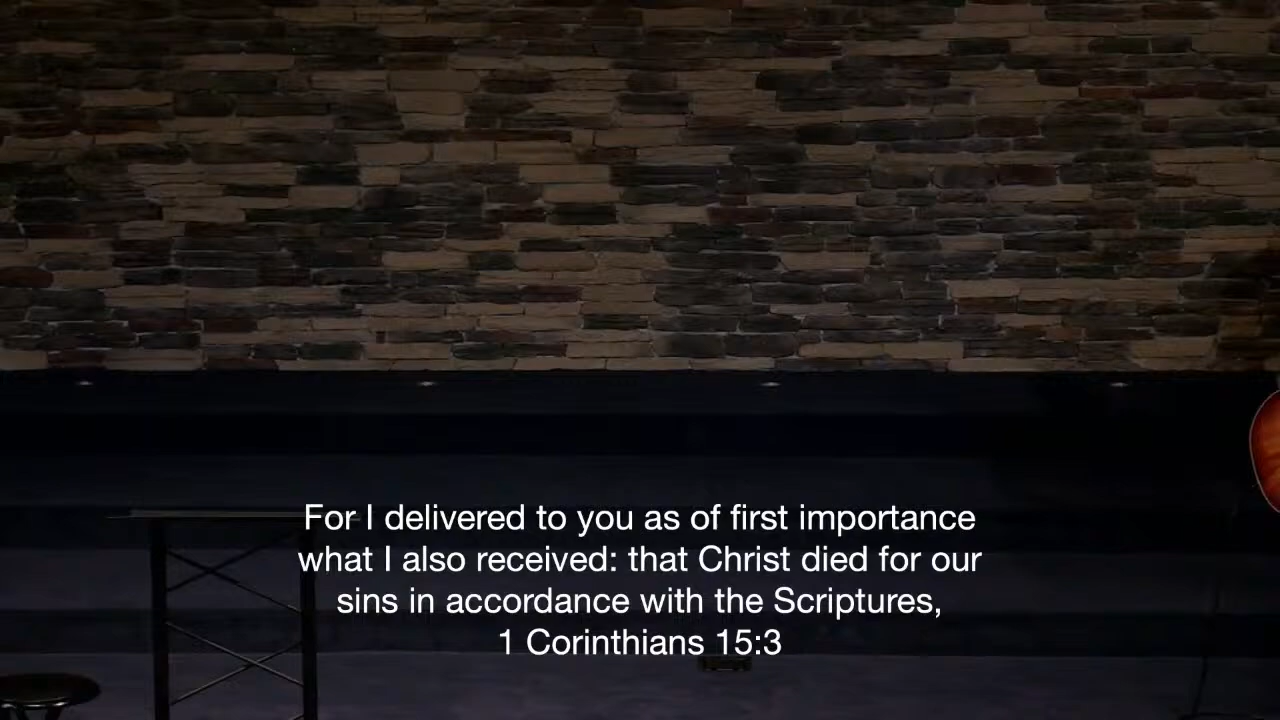 For I delivered to you as of first importance
what I also received: that Christ died for our
sins in accordance with the Scriptures,
1 Corinthians 15:3